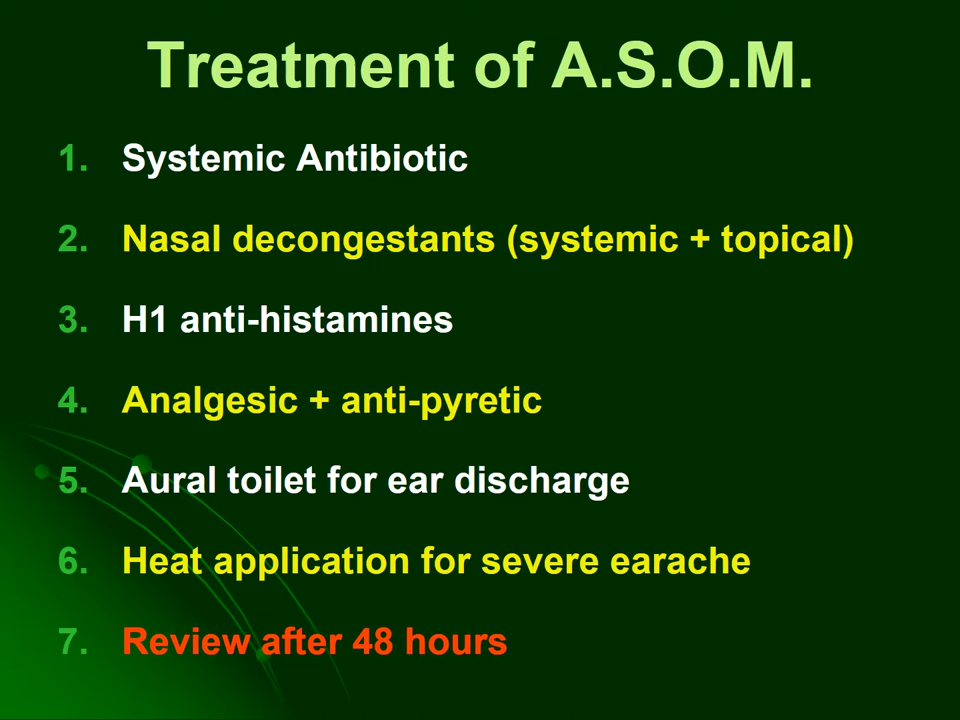 Treatment of A.S.O.M.
1. Systemic Antibiotic
2. Nasal decongestants (systemic + topical)
3. H1 anti-histamines
4. Analgesic + anti-pyretic
5. Aural toilet for ear discharge
6. Heat application for severe earache
7. Review after 48 hours